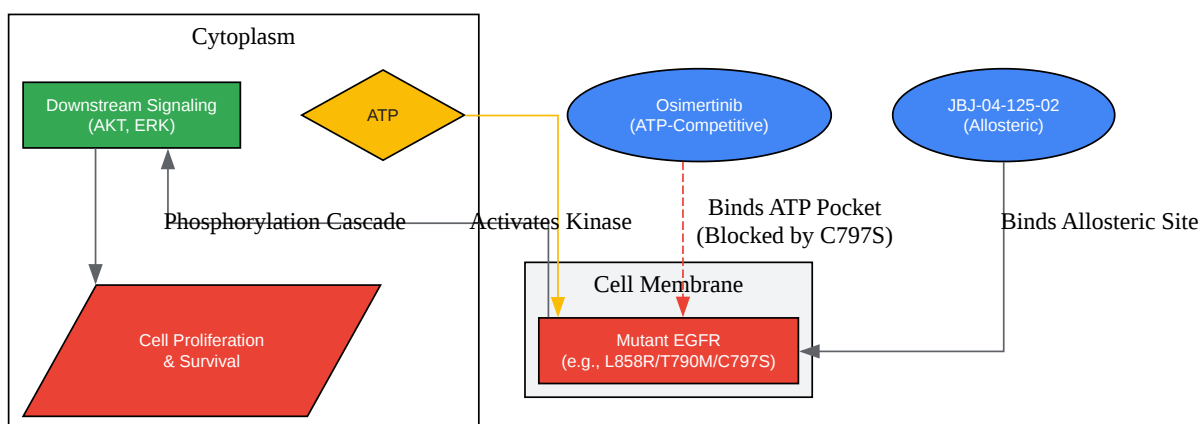 Cytoplasm
Downstream Signaling
(AKT, ERK)
ATP
Osimertinib
(ATP-Competitive)
JBJ-04-125-02
(Allosteric)
Phosphorylation Cascade
Activates Kinase
Binds ATP Pocket
(Blocked by C797S)
Binds Allosteric Site
Cell Membrane
Cell Proliferation
& Survival
Mutant EGFR
(e.g., L858R/T790M/C797S)